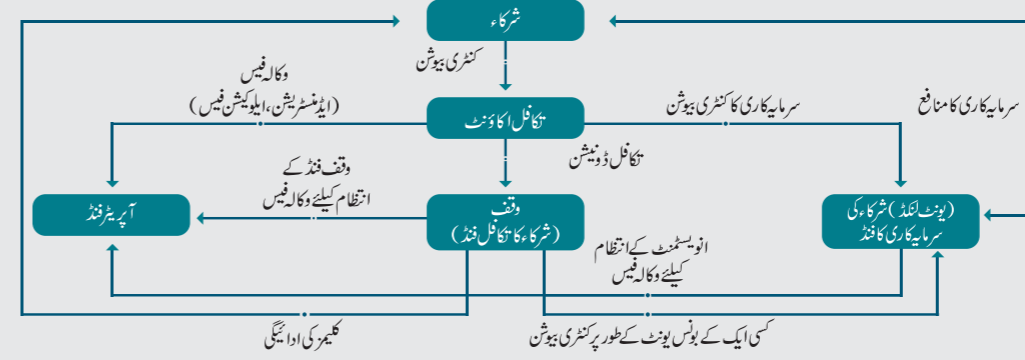 شرکاء
کنٹری بیوشن
وکالہ فیس
(ایڈمنسٹریشن، ایلوکیشن فیس)
تکافل اکاؤنٹ
سرمایہ کاری کا کنٹری بیوشن
سرمایہ کاری کا منافع
تکافل ڈونیشن
وقف فنڈ کے
انتظام کیلئے وکالہ فیس
آپریٹر فنڈ
وقف
(شرکاء کا تکافل فنڈ)
(یونٹ لنکڈ) شرکاء کی
سرمایہ کاری کا فنڈ
انویسٹمنٹ کے انتظام
کیلئے وکالہ فیس
کلیمز کی ادائیگی
کسی ایک کے بونس یونٹ کے طور پر کنٹری بیوشن